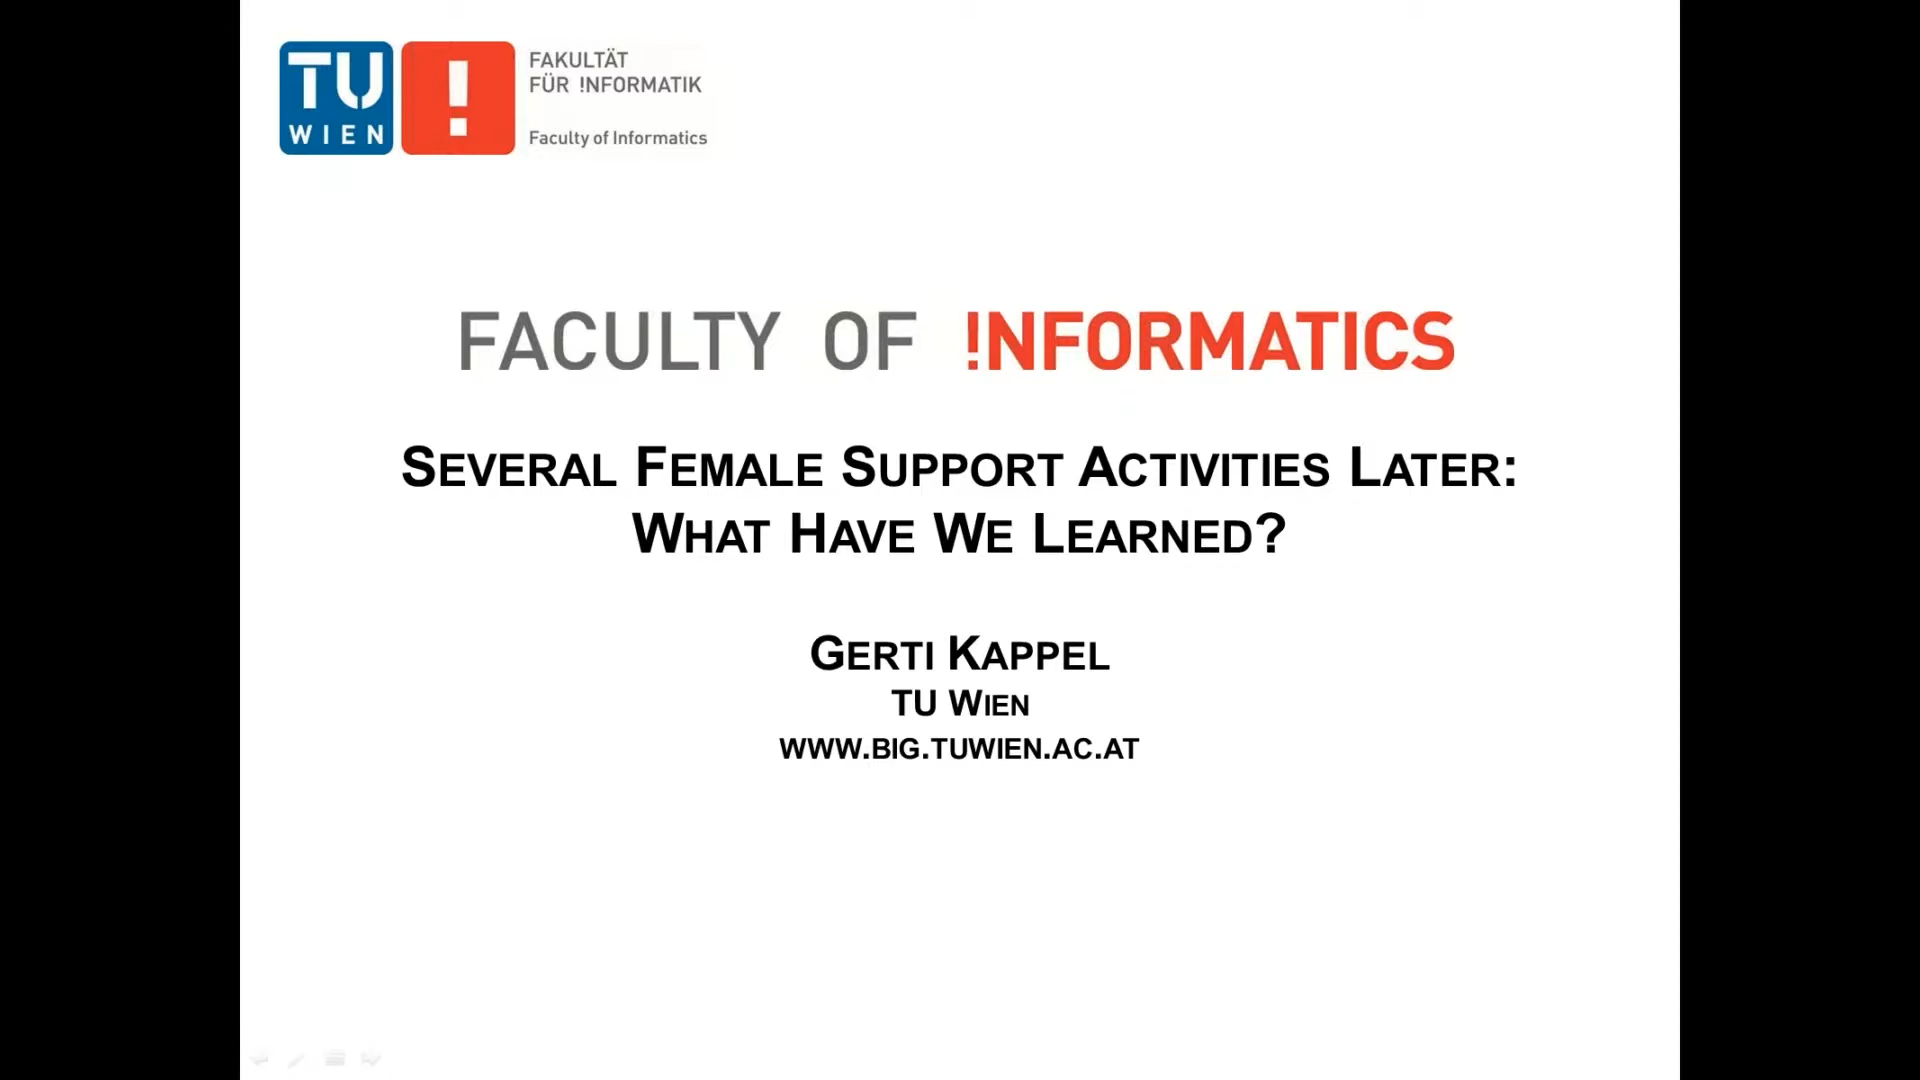 TU
WIEN
!
FAKULTÄT
FÜR !NFORMATIK
Faculty of Informatics
FACULTY OF !NFORMATICS
SEVERAL FEMALE SUPPORT ACTIVITIES LATER:
WHAT HAVE WE LEARNED?
GERTI KAPPEL
TU WIEN
WWW.BIG.TUWIEN.AC.AT